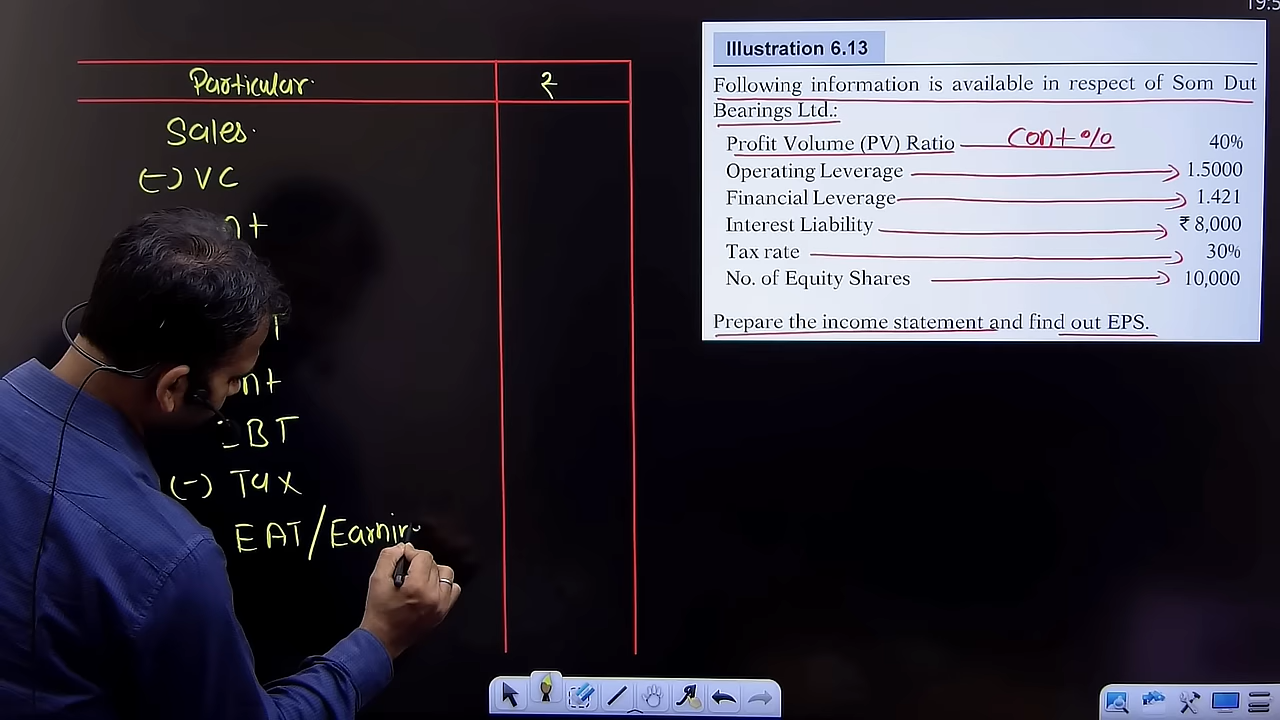 19:5
Particular. ₹
Sales.
(-) VC
nt
nt
EBT
(-) Tax
EAT/Earnin
Illustration 6.13
Following information is available in respect of Som Dut
Bearings Ltd.:
Profit Volume (PV) Ratio Cont % 40%
Operating Leverage 1.5000
Financial Leverage 1.421
Interest Liability ₹ 8,000
Tax rate 30%
No. of Equity Shares 10,000
Prepare the income statement and find out EPS.